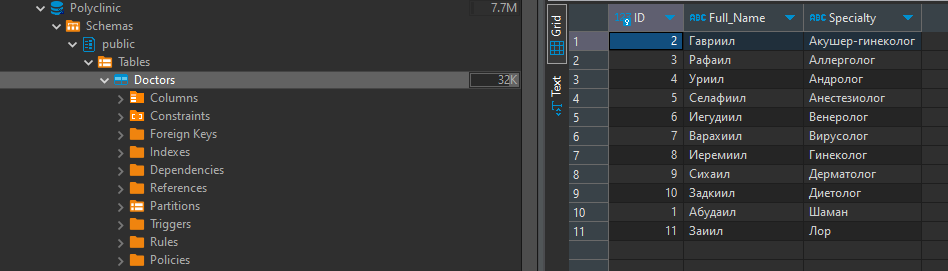 Polyclinic 7.7M
Schemas
public
Tables
Doctors 32K
Columns
Constraints
Foreign Keys
Indexes
Dependencies
References
Partitions
Triggers
Rules
Policies
Grid
Text
ID ABC Full_Name ABC Specialty
1 2 Гавриил Акушер-гинеколог
2 3 Рафаил Аллерголог
3 4 Уриил Андролог
4 5 Селафиил Анестезиолог
5 6 Иегудиил Венеролог
6 7 Варахиил Вирусолог
7 8 Иеремиил Гинеколог
8 9 Сихаил Дерматолог
9 10 Задкиил Диетолог
10 1 Абудаил Шаман
11 11 Заиил Лор